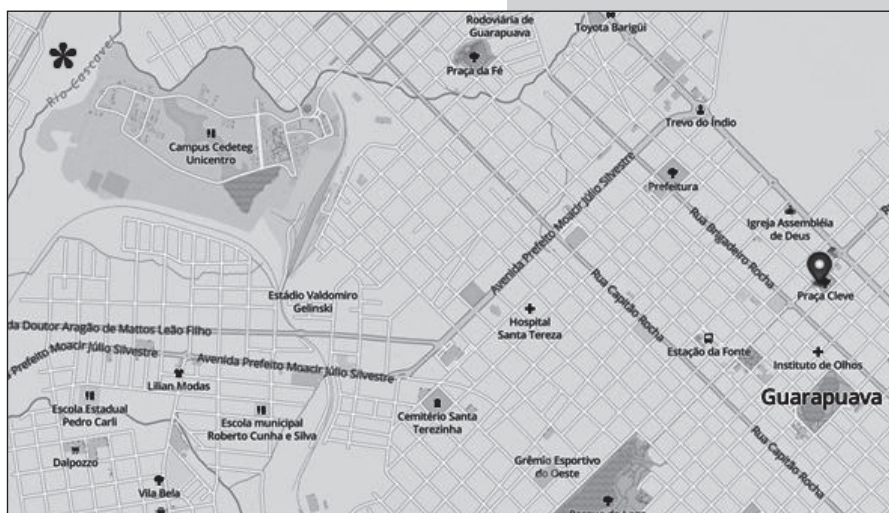 Rodoviária de
Guarapuava
Toyota Barigüi
Praça da Fé
Rio Cascavel
Trevo do Índio
Campus Cedeteg
Unicentro
Prefeitura
Avenida Prefeito Moacir Júlio Silvestre
Rua Brigadeiro Rocha
Igreja Assembléia
de Deus
Rua Capitão Rocha
Praça Cleve
Estádio Valdomiro
Gelinski
Hospital
Santa Tereza
da Doutor Aragão de Mattos Leão Filho
Estação da Fonte
Prefeito Moacir Júlio Silvestre
Avenida Prefeito Moacir Júlio Silvestre
Instituto de Olhos
Lilian Modas
Guarapuava
Escola Estadual
Pedro Carli
Escola municipal
Roberto Cunha e Silva
Cemitério Santa
Terezinha
Rua Capitão Rocha
Dalpozzo
Grêmio Esportivo
do Oeste
Vila Bela